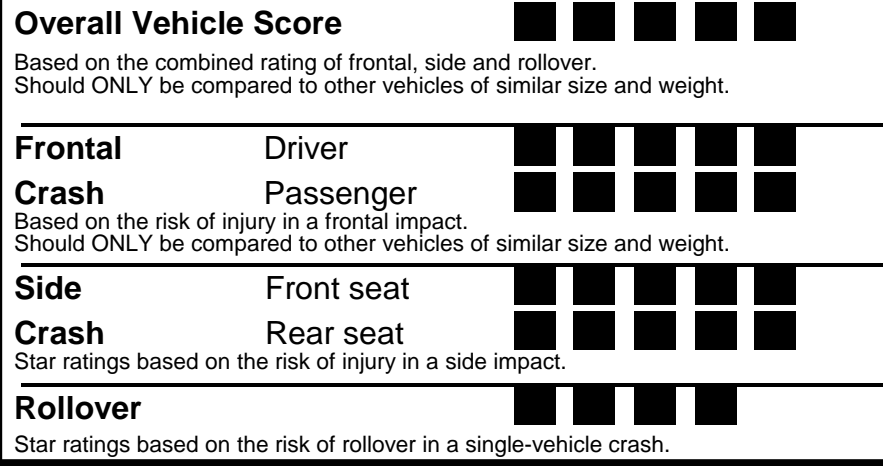 Overall Vehicle Score
Based on the combined rating of frontal, side and rollover.
Should ONLY be compared to other vehicles of similar size and weight.
Frontal Driver
Crash Passenger
Based on the risk of injury in a frontal impact.
Should ONLY be compared to other vehicles of similar size and weight.
Side Front seat
Crash Rear seat
Star ratings based on the risk of injury in a side impact.
Rollover
Star ratings based on the risk of rollover in a single-vehicle crash.